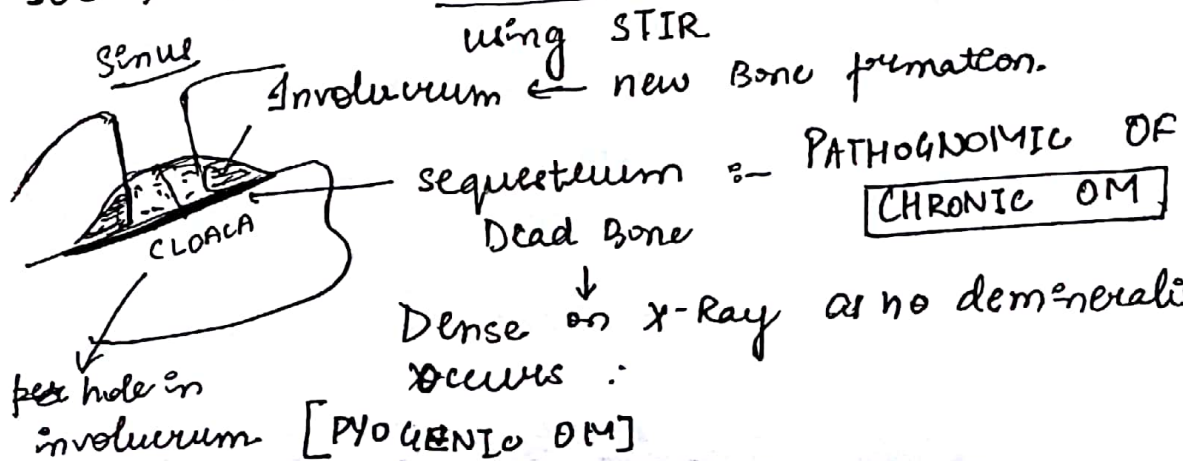 using STIR
Sinus
Involucrum ← new Bone formation.
sequestrum :- PATHOGNOMIC OF
CHRONIC OM
CLOACA
Dead Bone
↓
Dense on X-Ray as no deminerali
occurs :
hole in
involucrum [PYOGENIC OM]